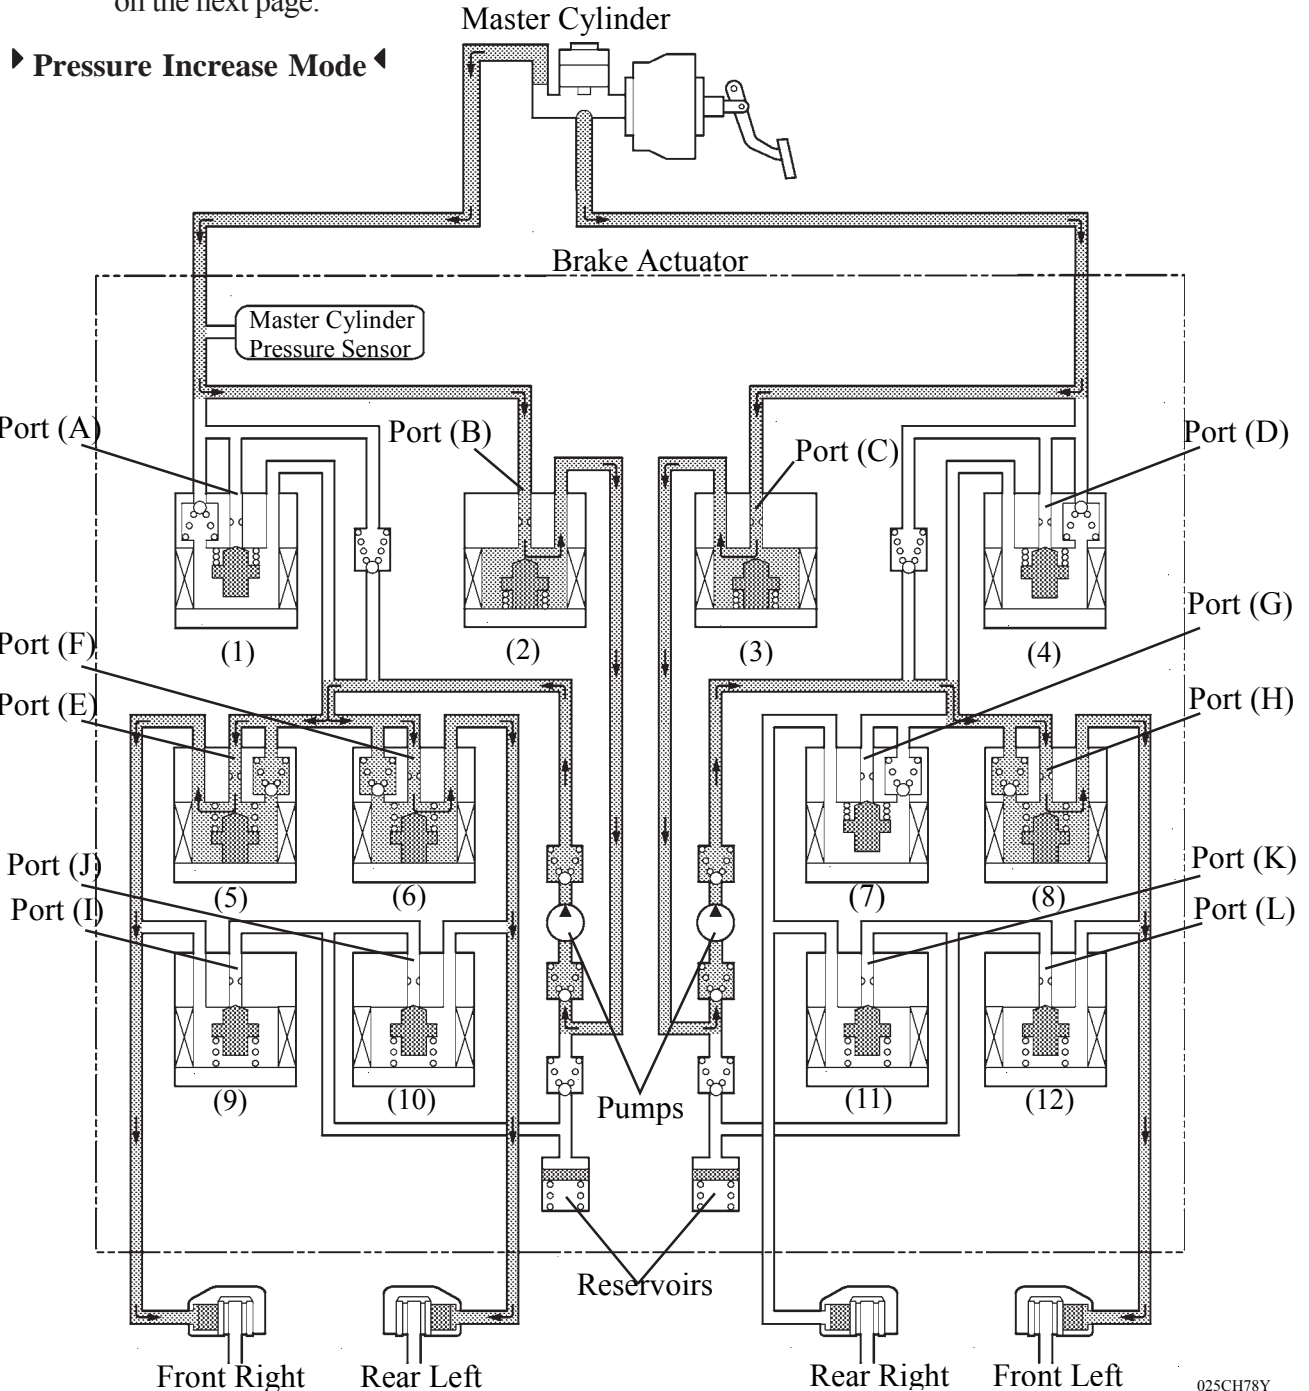 on the next page.
Master Cylinder
Pressure Increase Mode
Brake Actuator
Master Cylinder
Pressure Sensor
Port (A)
Port (B)
Port (C)
Port (D)
(1)
(2)
(3)
(4)
Port (F)
Port (G)
Port (E)
Port (H)
(5)
(6)
(7)
(8)
Port (J)
Port (K)
Port (I)
Port (L)
(9)
(10)
(11)
(12)
Pumps
Reservoirs
Front Right
Rear Left
Rear Right
Front Left
025CH78Y